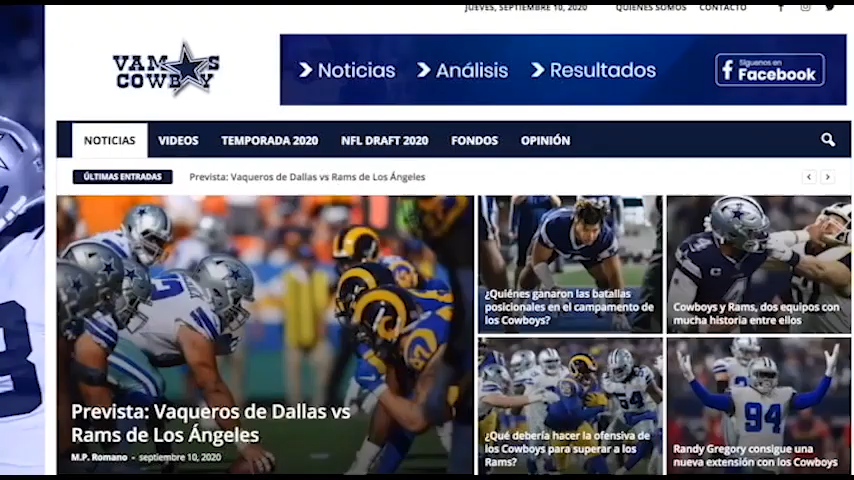 JUEVES, SEPTIEMBRE 10, 2020 QUIENES SOMOS CONTACTO
VAMOS
COWBOY
Noticias Análisis Resultados
Síguenos en
Facebook
NOTICIAS VIDEOS TEMPORADA 2020 NFL DRAFT 2020 FONDOS OPINIÓN
ÚLTIMAS ENTRADAS Prevista: Vaqueros de Dallas vs Rams de Los Ángeles
Prevista: Vaqueros de Dallas vs
Rams de Los Ángeles
M.P. Romano - septiembre 10, 2020
¿Quiénes ganaron las batallas
posicionales en el campamento de
los Cowboys?
Cowboys y Rams, dos equipos con
mucha historia entre ellos
¿Qué debería hacer la ofensiva de
los Cowboys para superar a los
Rams?
54
94
Randy Gregory consigue una
nueva extensión con los Cowboys